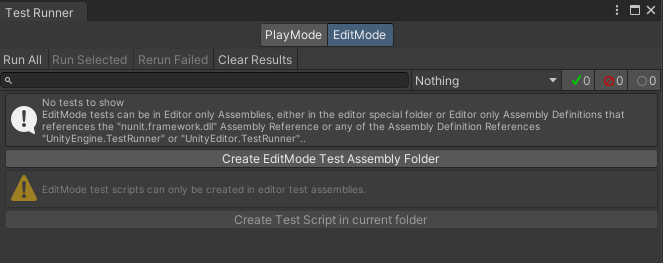 Test Runner
PlayMode EditMode
Run All Run Selected Rerun Failed Clear Results
Nothing 0 0 0
No tests to show
EditMode tests can be in Editor only Assemblies, either in the editor special folder or Editor only Assembly Definitions that
references the "nunit.framework.dll" Assembly Reference or any of the Assembly Definition References
"UnityEngine.TestRunner" or "UnityEditor.TestRunner"..
Create EditMode Test Assembly Folder
EditMode test scripts can only be created in editor test assemblies.
Create Test Script in current folder